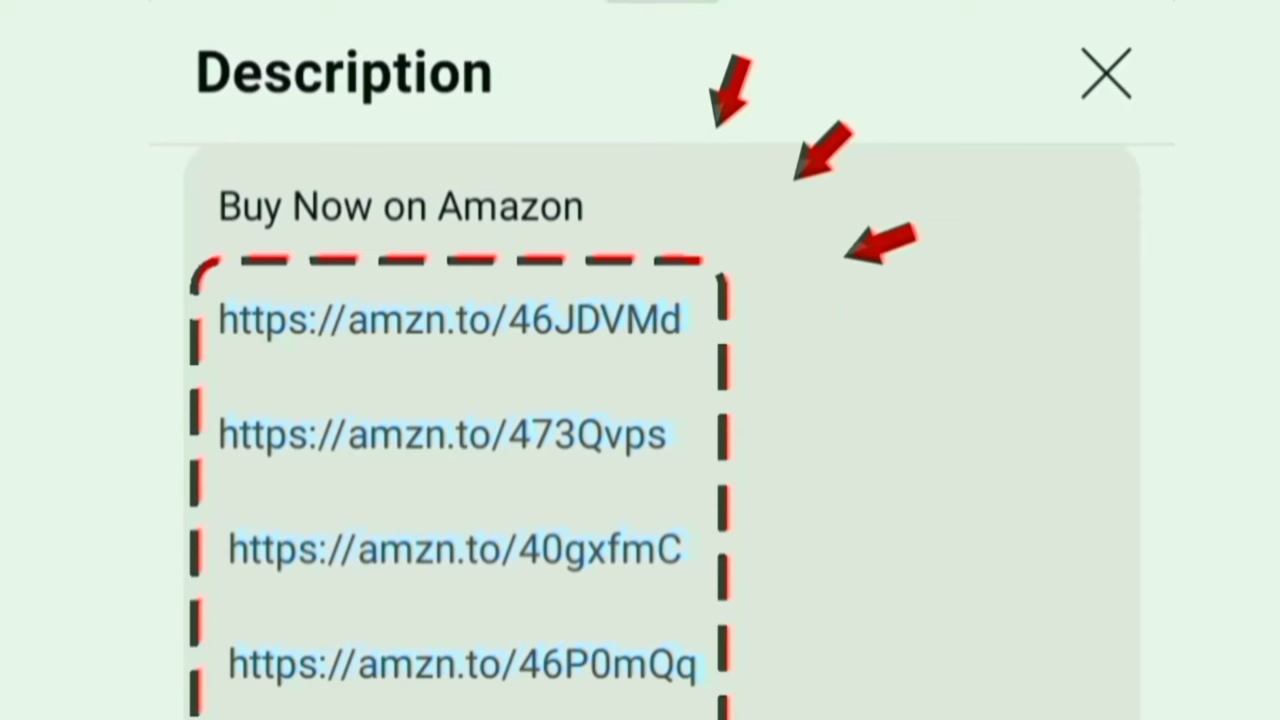 Description
Buy Now on Amazon
https://amzn.to/46JDVMd
https://amzn.to/473Qvps
https://amzn.to/40gxfmC
https://amzn.to/46P0mQq